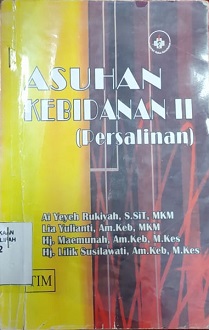 ASUHAN
KEBIDANAN II
(Persalinan)
Ai Yeyeh Rukiyah, S.SiT, MKM
Lia Yulianti, Am.Keb, MKM
Hj. Maemunah, Am.Keb, M.Kes
Hj. Lilik Susilawati, Am.Keb, M.Kes
TIM